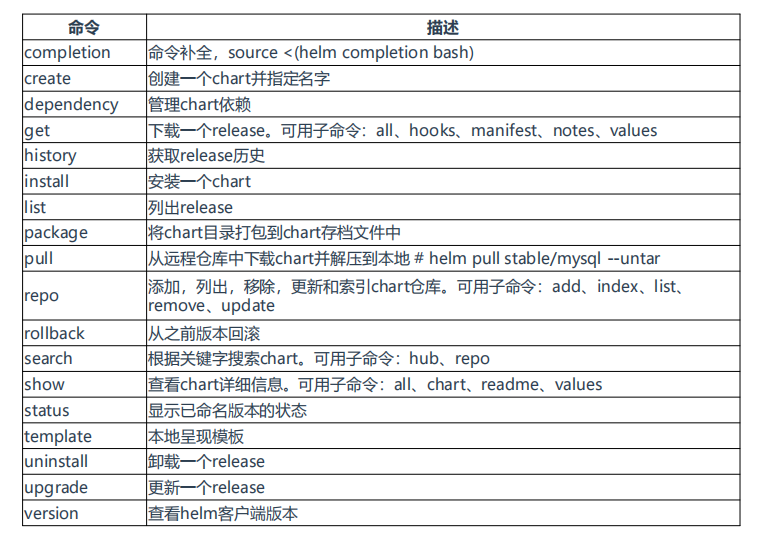 命令 描述
completion 命令补全，source <(helm completion bash)
create 创建一个chart并指定名字
dependency 管理chart依赖
get 下载一个release。可用子命令：all、hooks、manifest、notes、values
history 获取release历史
install 安装一个chart
list 列出release
package 将chart目录打包到chart存档文件中
pull 从远程仓库中下载chart并解压到本地 # helm pull stable/mysql --untar
repo 添加，列出，移除，更新和索引chart仓库。可用子命令：add、index、list、
remove、update
rollback 从之前版本回滚
search 根据关键字搜索chart。可用子命令：hub、repo
show 查看chart详细信息。可用子命令：all、chart、readme、values
status 显示已命名版本的状态
template 本地呈现模板
uninstall 卸载一个release
upgrade 更新一个release
version 查看helm客户端版本